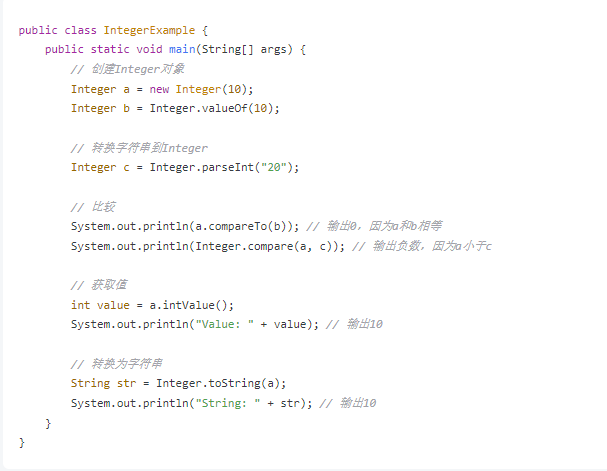 public class IntegerExample {
    public static void main(String[] args) {
        // 创建Integer对象
        Integer a = new Integer(10);
        Integer b = Integer.valueOf(10);

        // 转换字符串到Integer
        Integer c = Integer.parseInt("20");

        // 比较
        System.out.println(a.compareTo(b)); // 输出0，因为a和b相等
        System.out.println(Integer.compare(a, c)); // 输出负数，因为a小于c

        // 获取值
        int value = a.intValue();
        System.out.println("Value: " + value); // 输出10

        // 转换为字符串
        String str = Integer.toString(a);
        System.out.println("String: " + str); // 输出10
    }
}